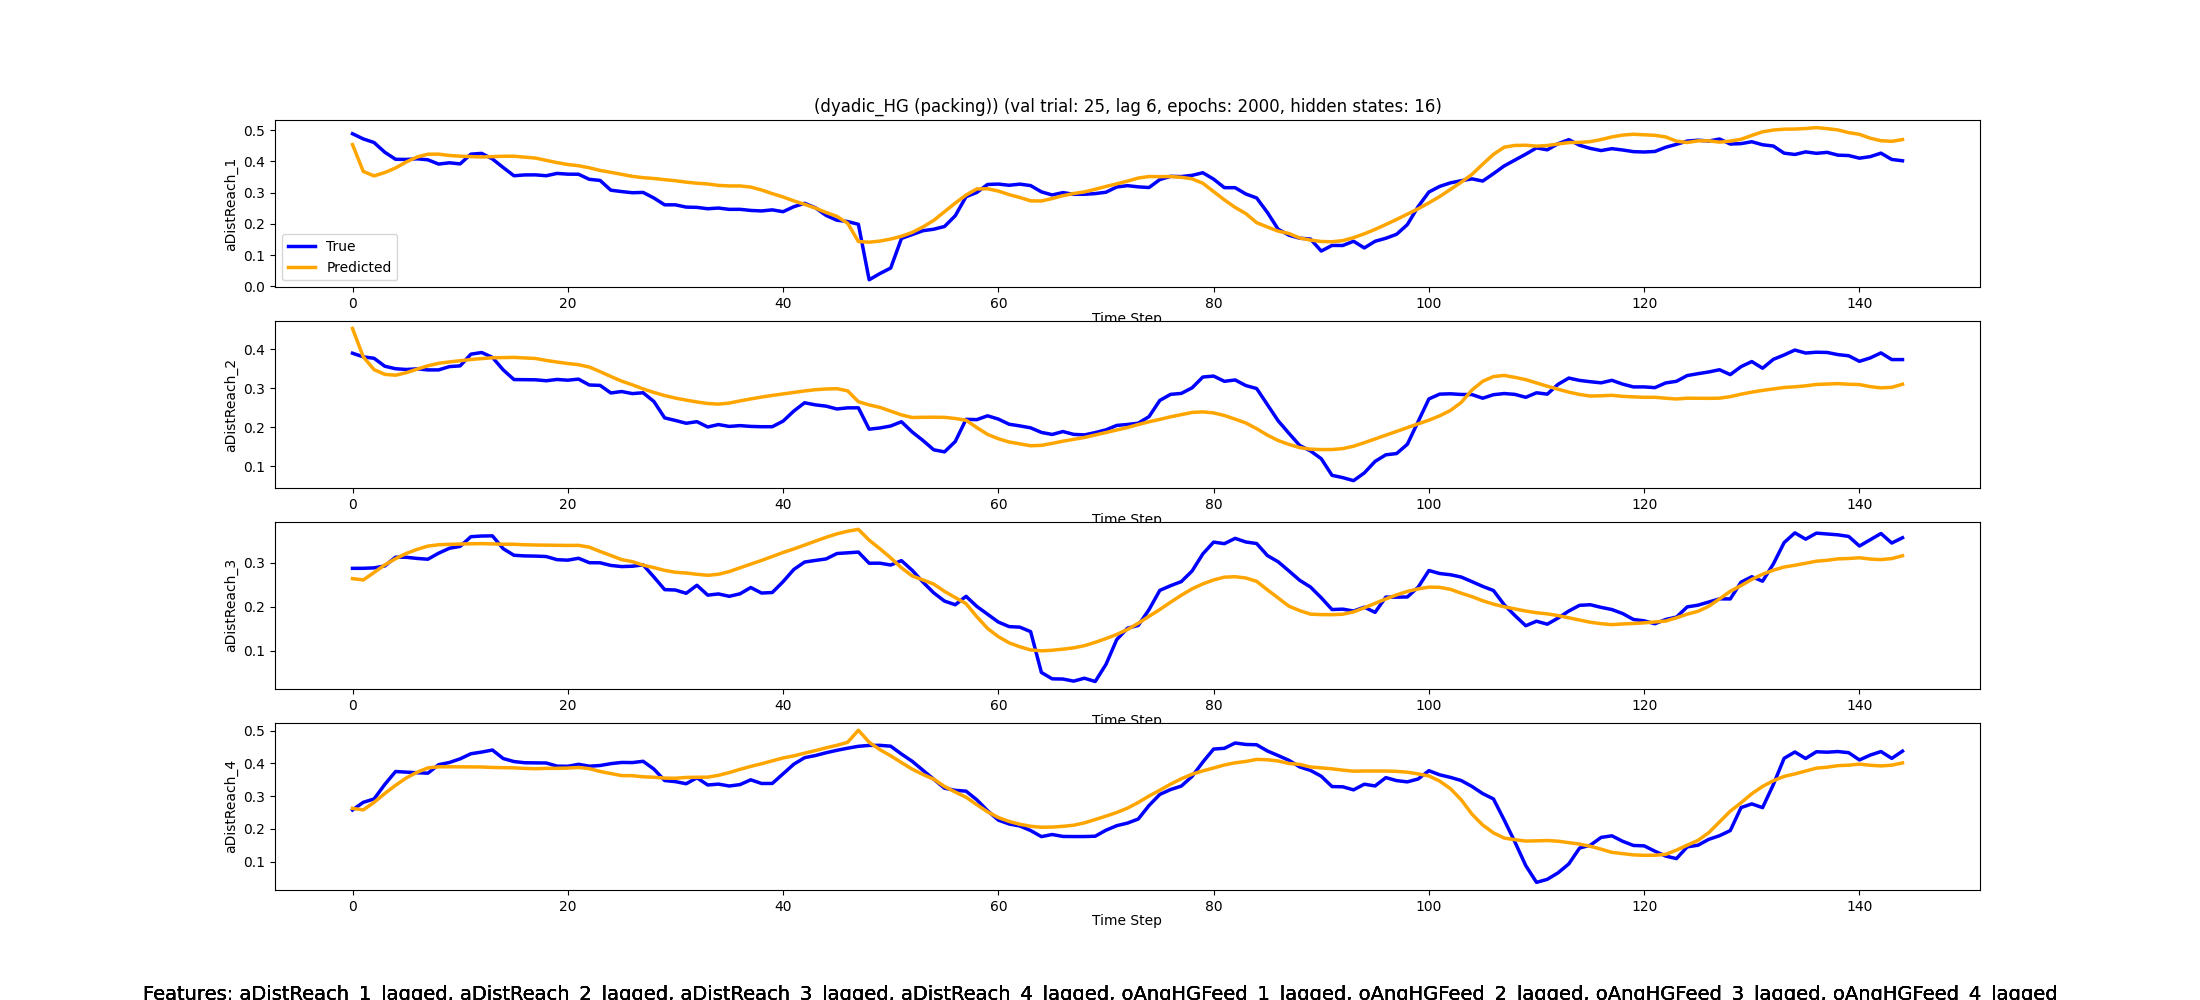 (dyadic_HG (packing)) (val trial: 25, lag 6, epochs: 2000, hidden states: 16)
0.5
0.4
0.3
0.2
0.1
0.0
aDistReach_1
True
Predicted
0 20 40 60 80 100 120 140
Time Step
0.4
0.3
0.2
0.1
aDistReach_2
0 20 40 60 80 100 120 140
Time Step
0.3
0.2
0.1
aDistReach_3
0 20 40 60 80 100 120 140
Time Step
0.5
0.4
0.3
0.2
0.1
aDistReach_4
0 20 40 60 80 100 120 140
Time Step
Features: aDistReach_1_lagged, aDistReach_2_lagged, aDistReach_3_lagged, aDistReach_4_lagged, oAngHGFeed_1_lagged, oAngHGFeed_2_lagged, oAngHGFeed_3_lagged, oAngHGFeed_4_lagged